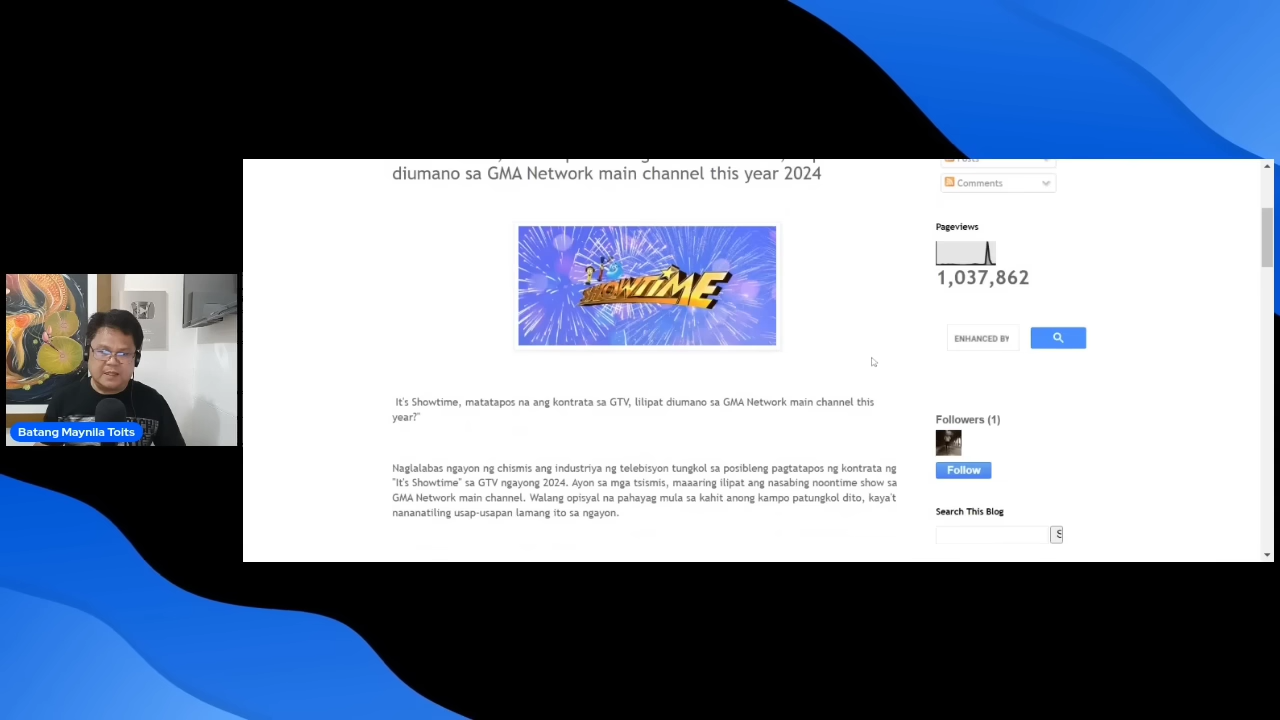 diumano sa GMA Network main channel this year 2024
Comments
Pageviews
SHOWTIME
1,037,862
ENHANCED BY
It's Showtime, matatapos na ang kontrata sa GTV, lilipat diumano sa GMA Network main channel this
year?"
Followers (1)
Batang Maynila Toits
Follow
Naglalabas ngayon ng chismis ang industriya ng telebisyon tungkol sa posibleng pagtatapos ng kontrata ng
"It's Showtime" sa GTV ngayong 2024. Ayon sa mga tsismis, maaaring ilipat ang nasabing noontime show sa
GMA Network main channel. Walang opisyal na pahayag mula sa kahit anong kampo patungkol dito, kaya't
nananatiling usap-usapan lamang ito sa ngayon.
Search This Blog
S